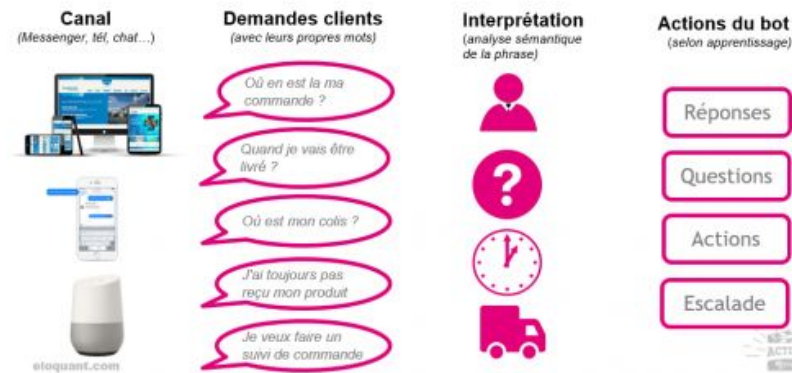 Canal
(Messenger, tél, chat…)
Demandes clients
(avec leurs propres mots)
Où en est la ma
commande ?
Quand je vais être
livré ?
Où est mon colis ?
J'ai toujours pas
reçu mon produit
Je veux faire un
suivi de commande
Interprétation
(analyse sémantique
de la phrase)
Actions du bot
(selon apprentissage)
Réponses
Questions
Actions
Escalade
eloquant.com